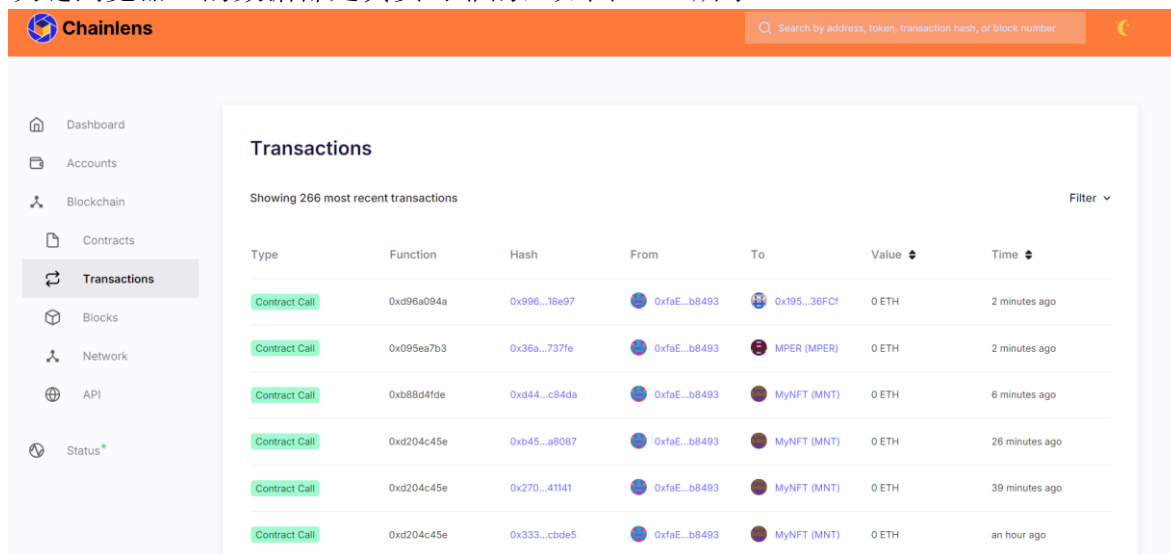 Chainlens
Search by address, token, transaction hash, or block number
Dashboard
Accounts
Blockchain
Contracts
Transactions
Blocks
Network
API
Status
Transactions
Showing 266 most recent transactions
Filter
Type Function Hash From To Value Time
Contract Call 0xd96a094a 0x996...18e97 0xfaE...b8493 0x195...36FCf 0 ETH 2 minutes ago
Contract Call 0x095ea7b3 0x36a...737fe 0xfaE...b8493 MPER (MPER) 0 ETH 2 minutes ago
Contract Call 0xb88d4fde 0xd44...c84da 0xfaE...b8493 MyNFT (MNT) 0 ETH 6 minutes ago
Contract Call 0xd204c45e 0xb45...a8087 0xfaE...b8493 MyNFT (MNT) 0 ETH 26 minutes ago
Contract Call 0xd204c45e 0x270...41141 0xfaE...b8493 MyNFT (MNT) 0 ETH 39 minutes ago
Contract Call 0xd204c45e 0x333...cbde5 0xfaE...b8493 MyNFT (MNT) 0 ETH an hour ago